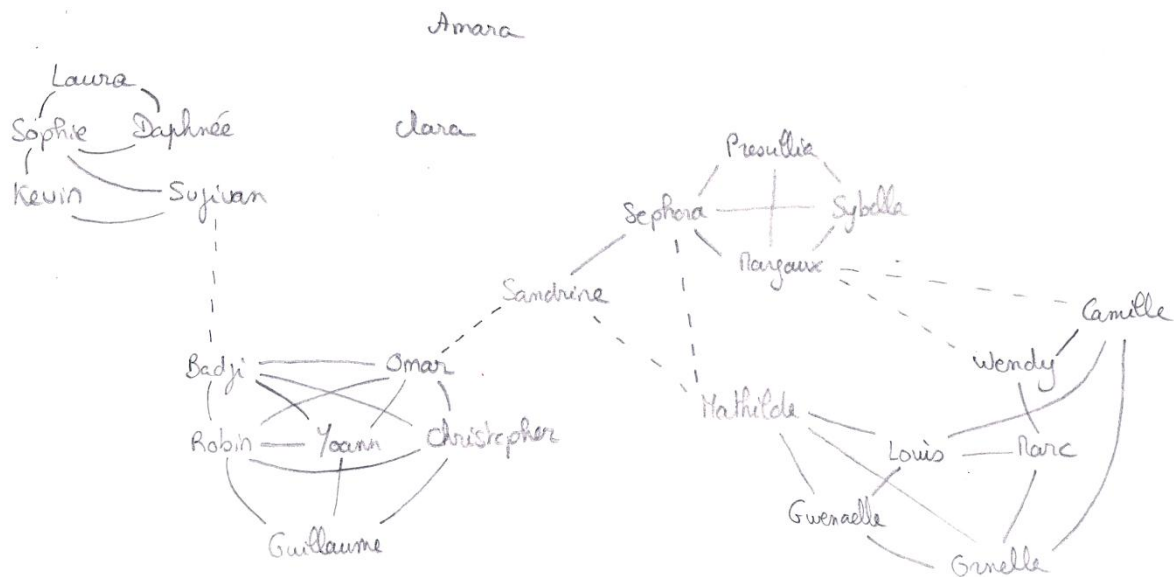 Amara
Laura
Sophie Daphnée
Clara
Kevin Sujivan
Presullia
Sephora Sybella
Margaux
Sandrine
Camille
Badji Omar
Wendy
Mathilde
Robin Yoann Christopher
Louis Marc
Gwenaelle
Guillaume
Ornella